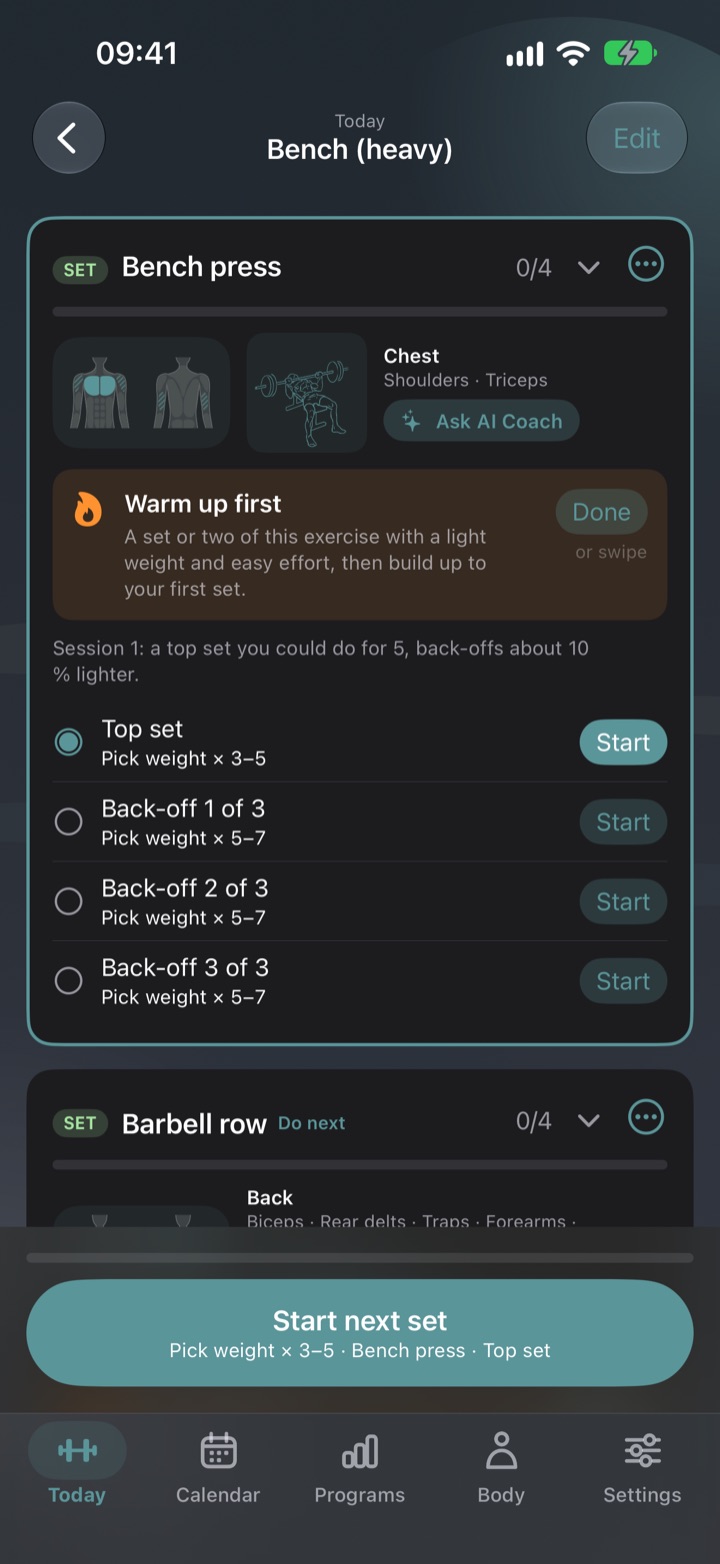 09:41
Today
Bench (heavy)
Edit
SET Bench press 0/4
Chest
Shoulders · Triceps
Ask AI Coach
Warm up first
Done
A set or two of this exercise with a light
weight and easy effort, then build up to
your first set.
or swipe
Session 1: a top set you could do for 5, back-offs about 10
% lighter.
Top set
Pick weight × 3–5
Start
Back-off 1 of 3
Pick weight × 5–7
Start
Back-off 2 of 3
Pick weight × 5–7
Start
Back-off 3 of 3
Pick weight × 5–7
Start
SET Barbell row Do next 0/4
Back
Biceps · Rear delts · Traps · Forearms ·
Start next set
Pick weight × 3–5 · Bench press · Top set
Today
Calendar
Programs
Body
Settings